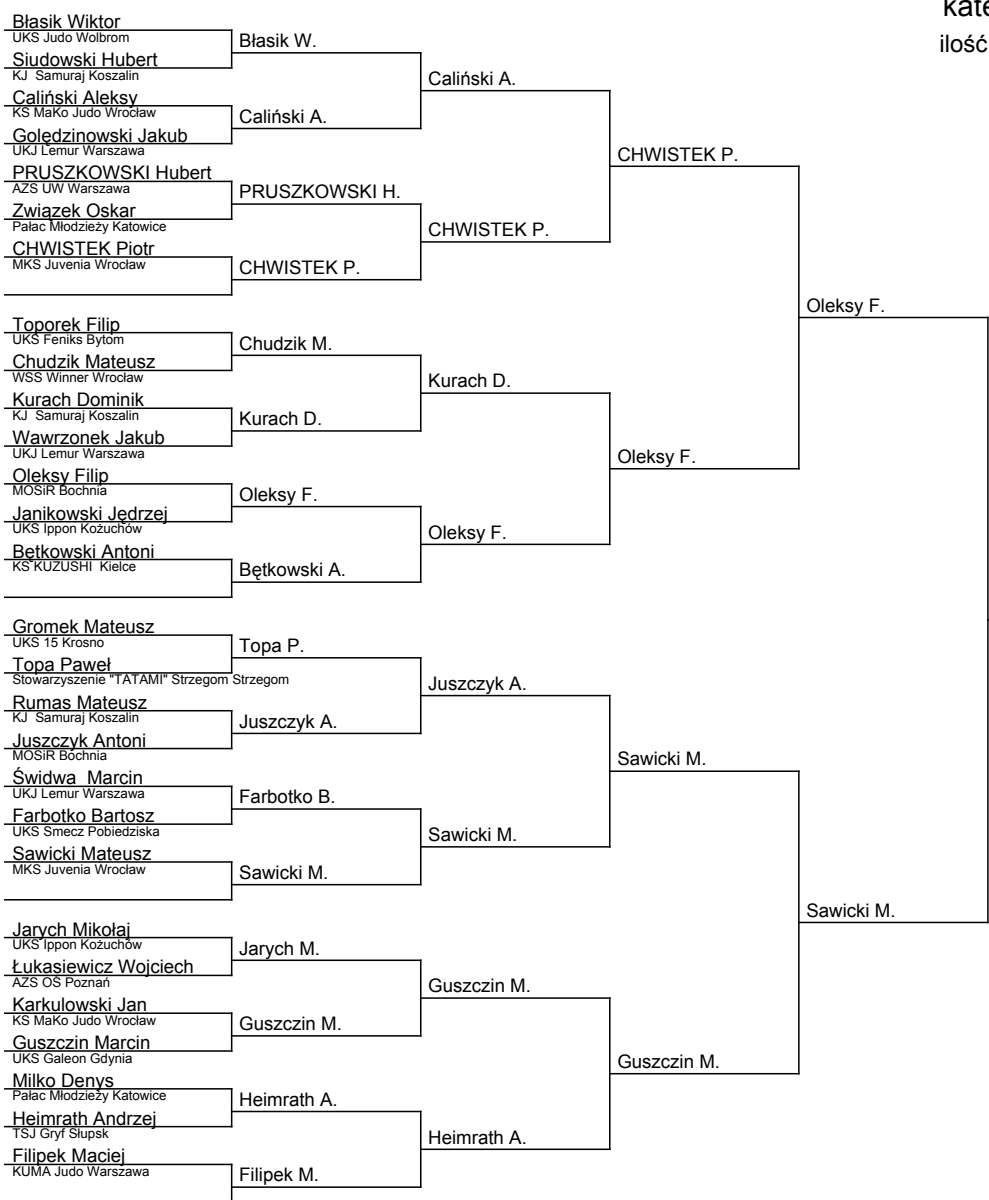 kate
ilość
Błasik Wiktor
UKS Judo Wolbrom
Błasik W.
Siudowski Hubert
KJ Samuraj Koszalin
Caliński A.
Caliński Aleksy
KS MaKo Judo Wrocław
Caliński A.
Golędzinowski Jakub
UKJ Lemur Warszawa
CHWISTEK P.
PRUSZKOWSKI Hubert
AZS UW Warszawa
PRUSZKOWSKI H.
Związek Oskar
Pałac Młodzieży Katowice
CHWISTEK P.
CHWISTEK Piotr
MKS Juvenia Wrocław
CHWISTEK P.
Oleksy F.
Toporek Filip
UKS Feniks Bytom
Chudzik M.
Chudzik Mateusz
WSS Winner Wrocław
Kurach D.
Kurach Dominik
KJ Samuraj Koszalin
Kurach D.
Wawrzonek Jakub
UKJ Lemur Warszawa
Oleksy F.
Oleksy Filip
MOSiR Bochnia
Oleksy F.
Janikowski Jędrzej
UKS Ippon Kożuchów
Oleksy F.
Bętkowski Antoni
KS KUZUSHI Kielce
Bętkowski A.
Gromek Mateusz
UKS 15 Krosno
Topa P.
Topa Paweł
Stowarzyszenie "TATAMI" Strzegom Strzegom
Juszczyk A.
Rumas Mateusz
KJ Samuraj Koszalin
Juszczyk A.
Juszczyk Antoni
MOSiR Bochnia
Sawicki M.
Świdwa Marcin
UKJ Lemur Warszawa
Farbotko B.
Farbotko Bartosz
UKS Smecz Pobiedziska
Sawicki M.
Sawicki Mateusz
MKS Juvenia Wrocław
Sawicki M.
Sawicki M.
Jarych Mikołaj
UKS Ippon Kożuchów
Jarych M.
Łukasiewicz Wojciech
AZS OŚ Poznań
Guszczin M.
Karkulowski Jan
KS MaKo Judo Wrocław
Guszczin M.
Guszczin Marcin
UKS Galeon Gdynia
Guszczin M.
Milko Denys
Pałac Młodzieży Katowice
Heimrath A.
Heimrath Andrzej
TSJ Gryf Słupsk
Heimrath A.
Filipek Maciej
KUMA Judo Warszawa
Filipek M.